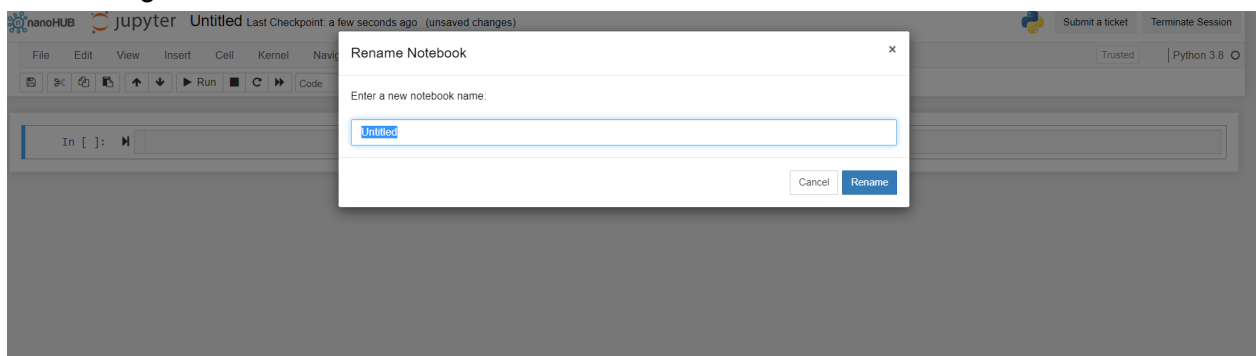 nanoHUB jupyter Untitled Last Checkpoint: a few seconds ago (unsaved changes) Submit a ticket Terminate Session
File Edit View Insert Cell Kernel Trusted Python 3.8
Run Code
Rename Notebook ×
Enter a new notebook name:
Untitled
In [ ]:
Cancel Rename